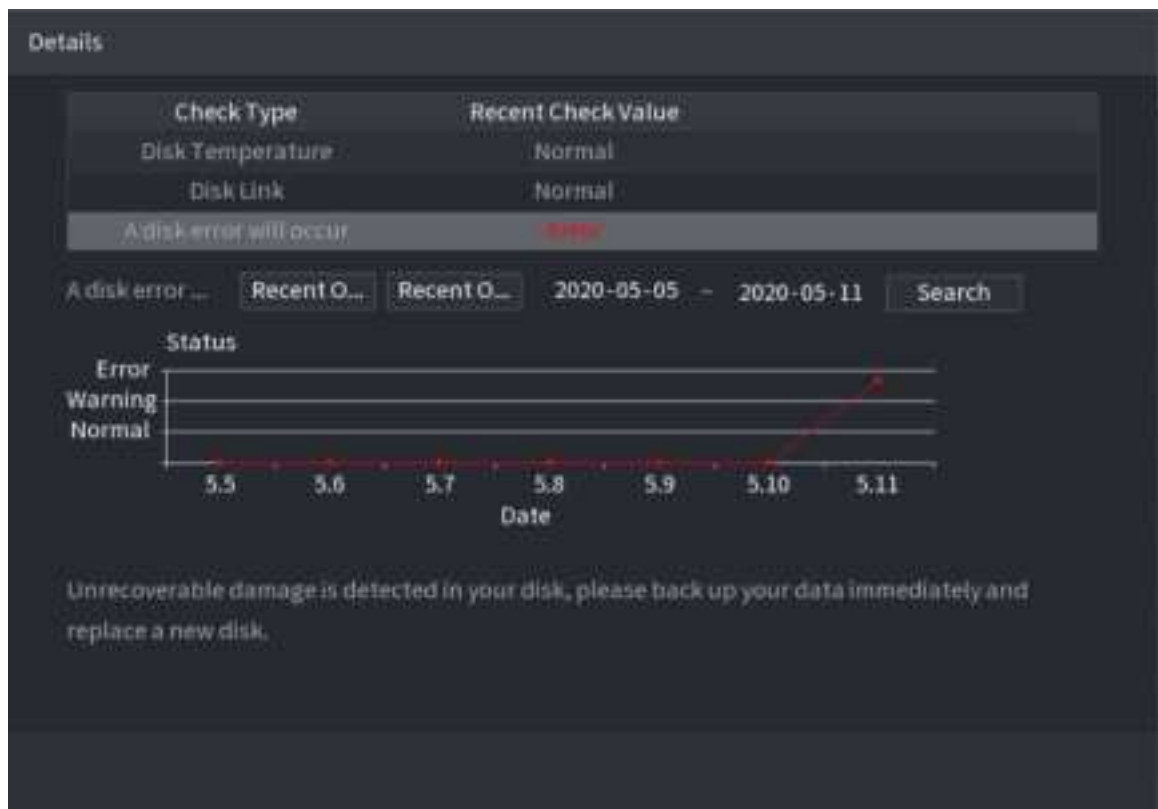 Details
Check Type Recent Check Value
Disk Temperature Normal
Disk Link Normal
A disk error will occur Error
A disk error ... Recent O... Recent O... 2020-05-05 ~ 2020-05-11 Search
Status
Error
Warning
Normal
5.5 5.6 5.7 5.8 5.9 5.10 5.11
Date
Unrecoverable damage is detected in your disk, please back up your data immediately and
replace a new disk.